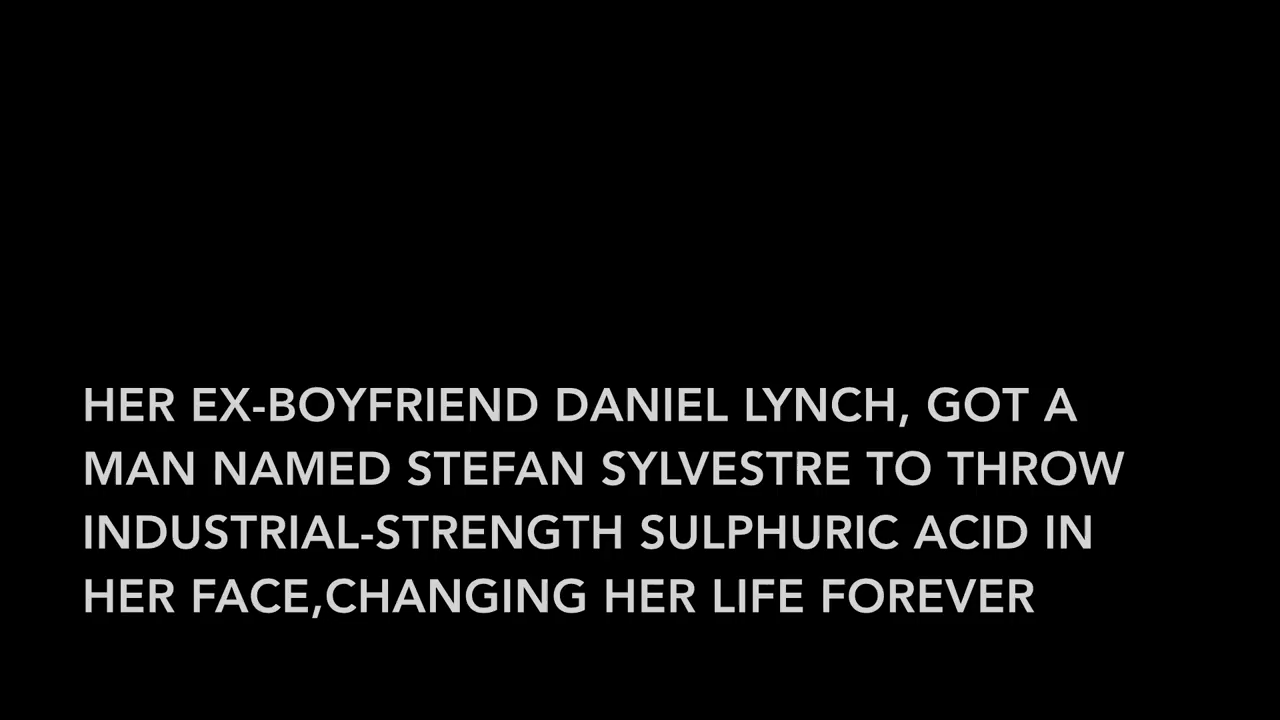 HER EX-BOYFRIEND DANIEL LYNCH, GOT A
MAN NAMED STEFAN SYLVESTRE TO THROW
INDUSTRIAL-STRENGTH SULPHURIC ACID IN
HER FACE,CHANGING HER LIFE FOREVER